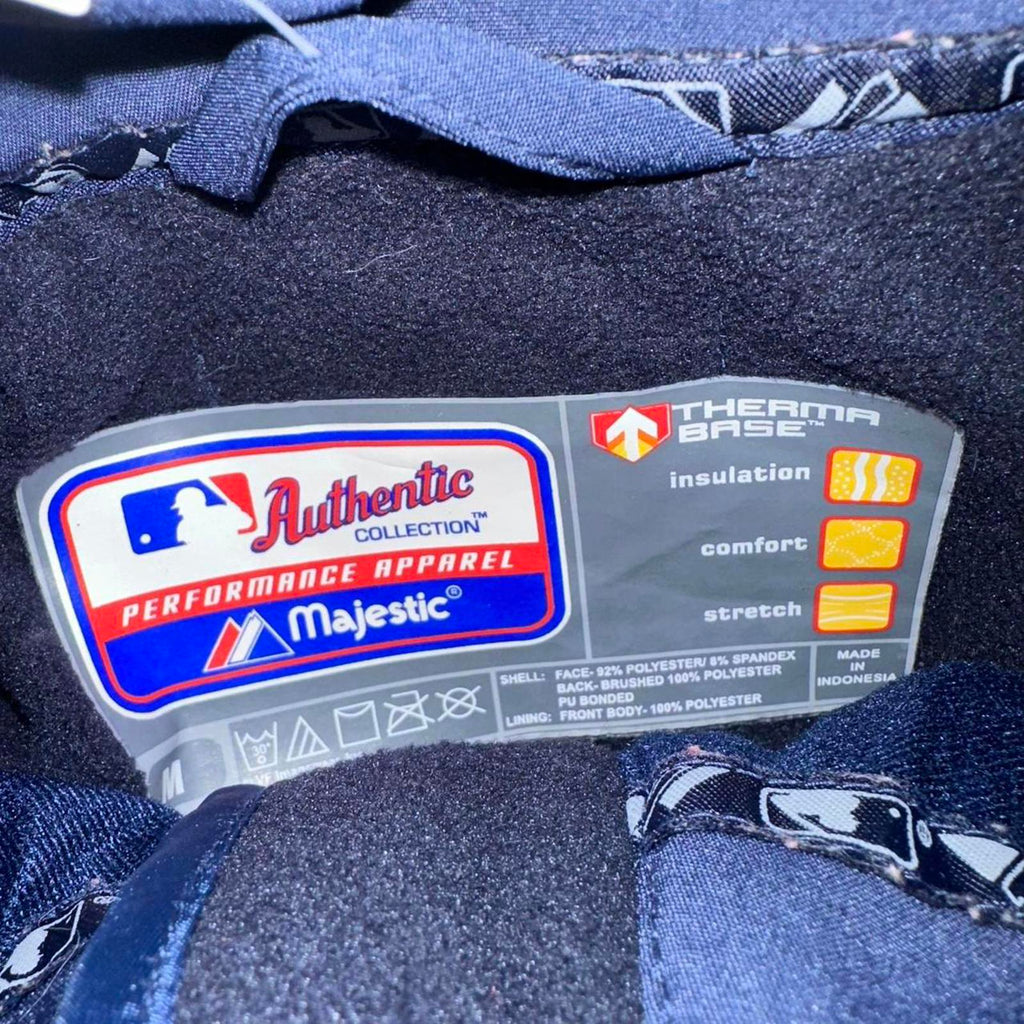 Authentic
COLLECTION™
PERFORMANCE APPAREL
Majestic®
THERMA
BASE™
insulation
comfort
stretch
SHELL: FACE- 92% POLYESTER/ 8% SPANDEX
BACK- BRUSHED 100% POLYESTER
PU BONDED
LINING: FRONT BODY- 100% POLYESTER
MADE
IN
INDONESIA
30°
M